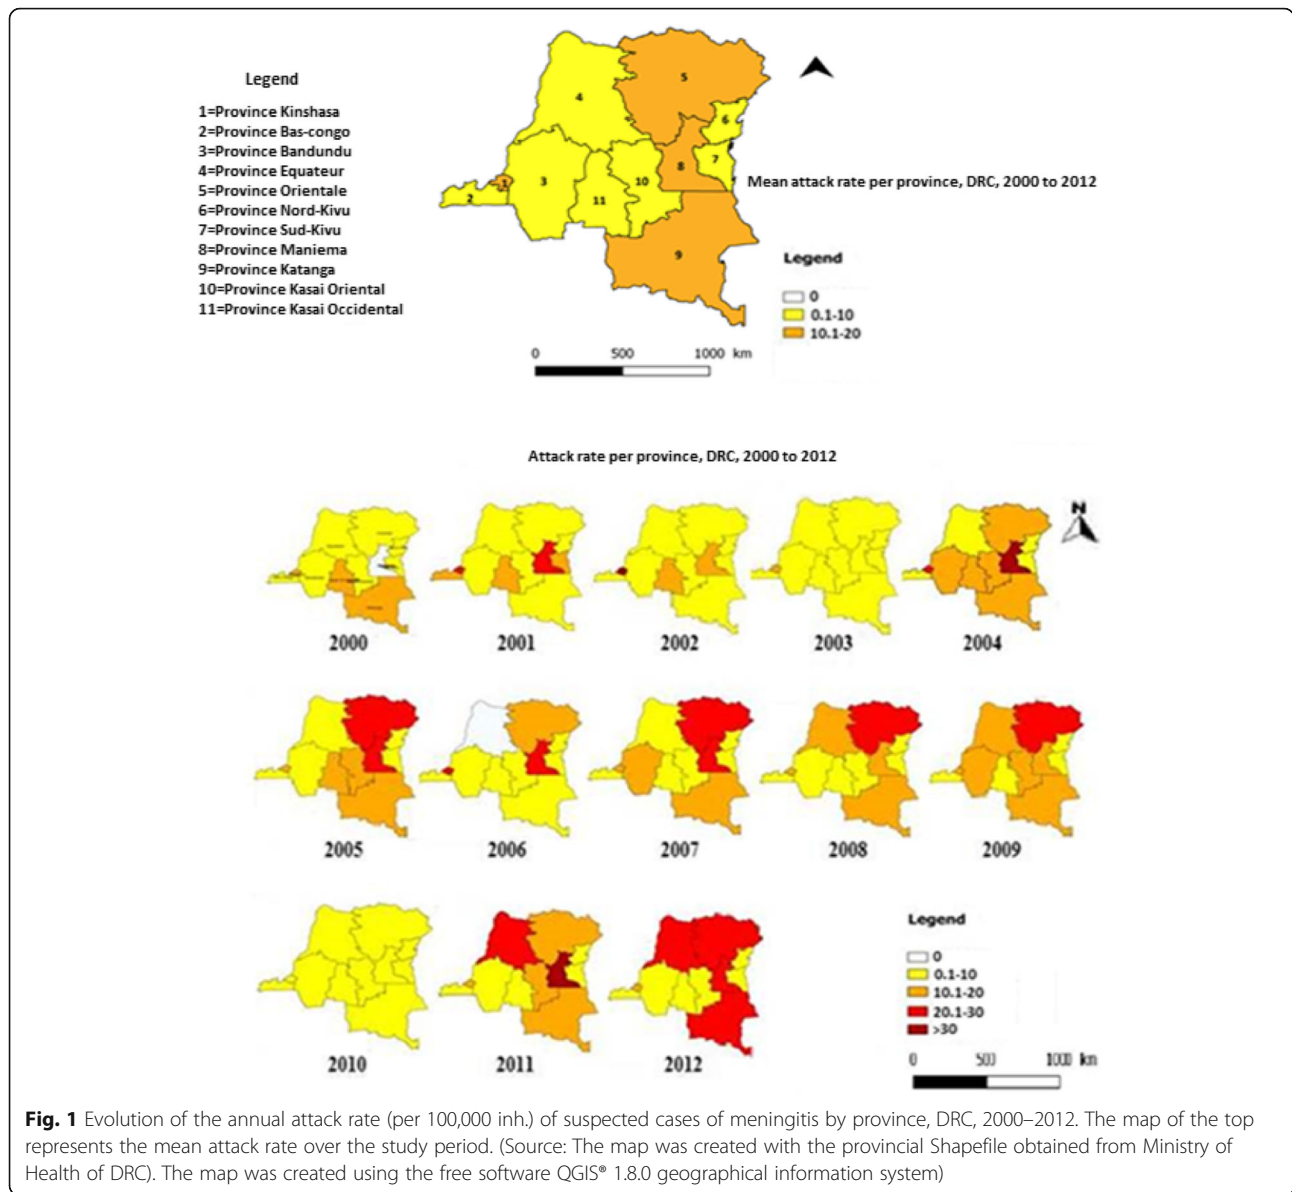 Legend
1=Province Kinshasa
2=Province Bas-congo
3=Province Bandundu
4=Province Equateur
5=Province Orientale
6=Province Nord-Kivu
7=Province Sud-Kivu
8=Province Maniema
9=Province Katanga
10=Province Kasai Oriental
11=Province Kasai Occidental
5
4
6
7
8
1
3
10
2
11
9
Mean attack rate per province, DRC, 2000 to 2012
Legend
0
0.1-10
10.1-20
0 500 1000 km
Attack rate per province, DRC, 2000 to 2012
N
2000 2001 2002 2003 2004
2005 2006 2007 2008 2009
2010 2011 2012
Legend
0
0.1-10
10.1-20
20.1-30
>30
0 500 1000 km
Fig. 1 Evolution of the annual attack rate (per 100,000 inh.) of suspected cases of meningitis by province, DRC, 2000–2012. The map of the top
represents the mean attack rate over the study period. (Source: The map was created with the provincial Shapefile obtained from Ministry of
Health of DRC). The map was created using the free software QGIS® 1.8.0 geographical information system)